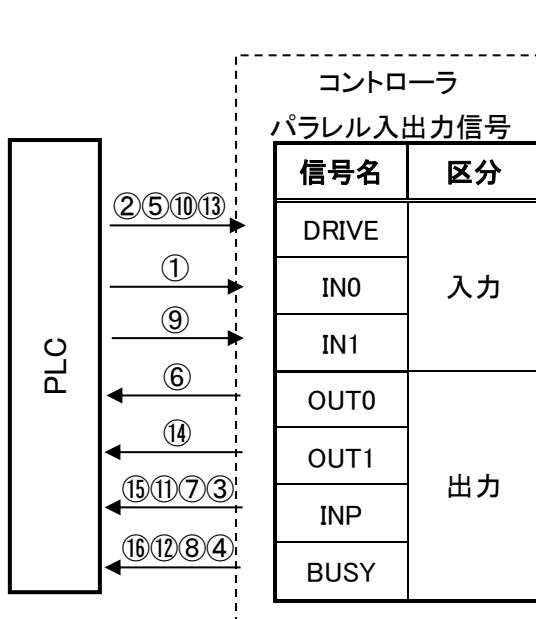 コントローラ
パラレル入出力信号
信号名 区分
②⑤⑩⑬ DRIVE
① IN0 入力
⑨ IN1
PLC
⑥ OUT0
⑭ OUT1
出力
⑮⑪⑦③ INP
⑯⑫⑧④ BUSY